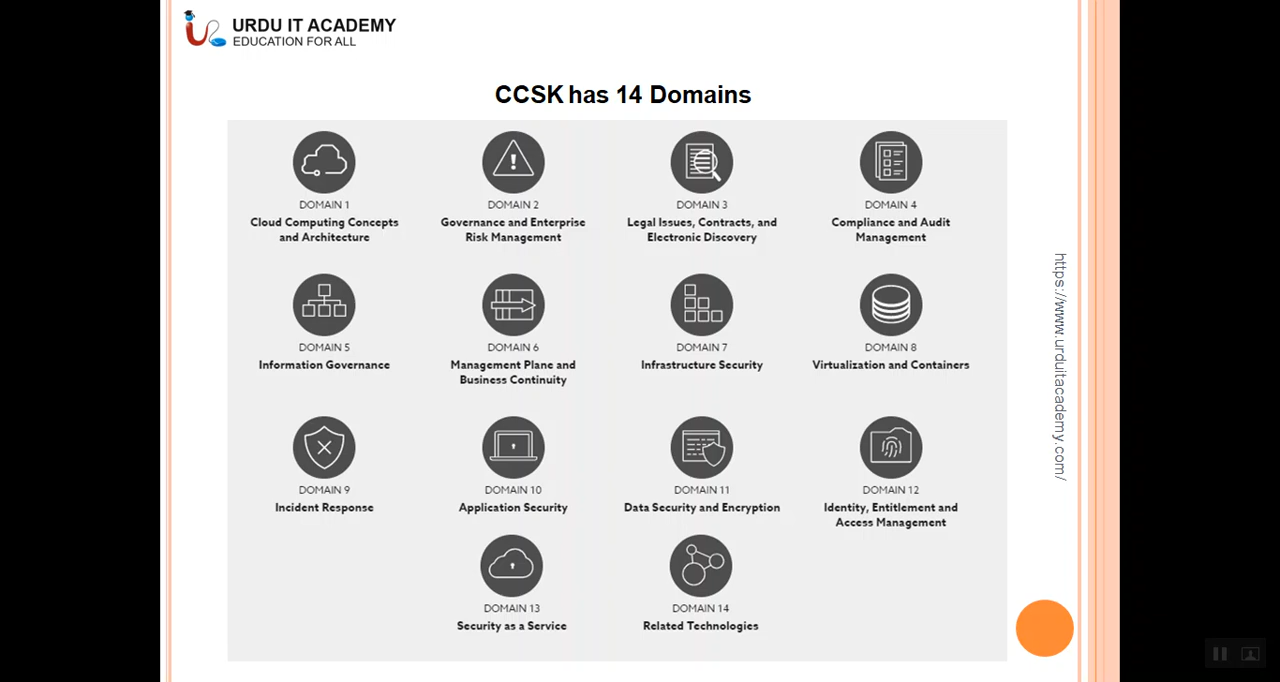 URDU IT ACADEMY
EDUCATION FOR ALL
CCSK has 14 Domains
DOMAIN 1
Cloud Computing Concepts
and Architecture
DOMAIN 2
Governance and Enterprise
Risk Management
DOMAIN 3
Legal Issues, Contracts, and
Electronic Discovery
DOMAIN 4
Compliance and Audit
Management
DOMAIN 5
Information Governance
DOMAIN 6
Management Plane and
Business Continuity
DOMAIN 7
Infrastructure Security
DOMAIN 8
Virtualization and Containers
DOMAIN 9
Incident Response
DOMAIN 10
Application Security
DOMAIN 11
Data Security and Encryption
DOMAIN 12
Identity, Entitlement and
Access Management
DOMAIN 13
Security as a Service
DOMAIN 14
Related Technologies
https://www.urduitacademy.com/